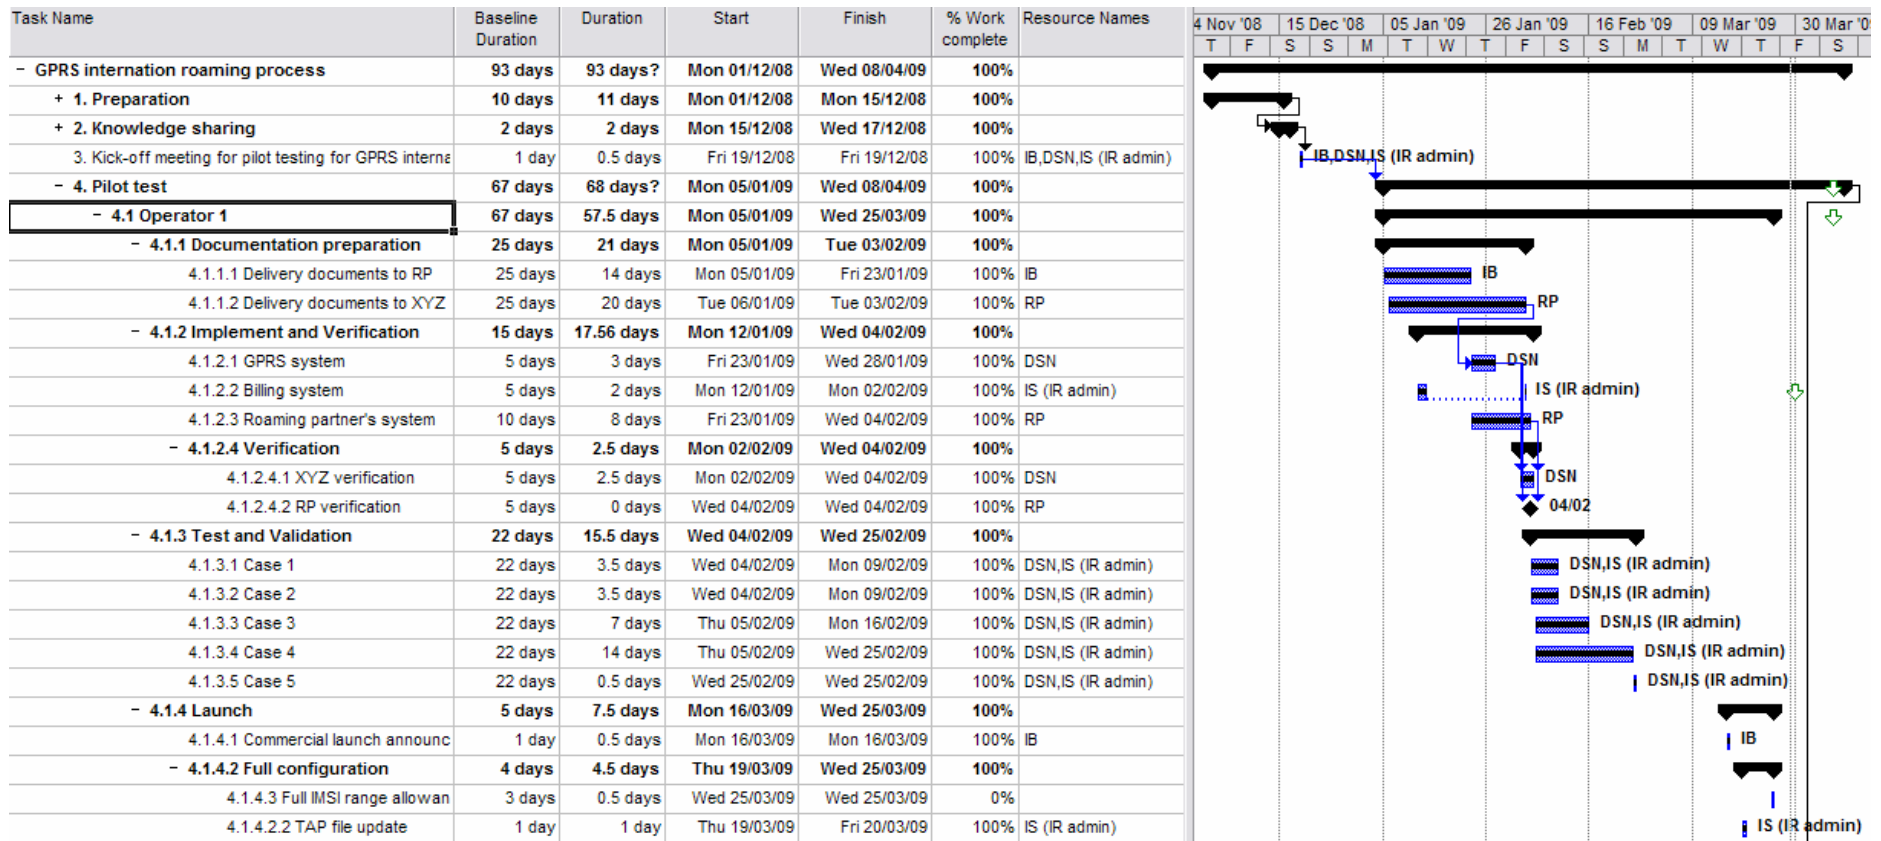 Task Name Baseline Duration Duration Start Finish % Work complete Resource Names
4 Nov '08 15 Dec '08 05 Jan '09 26 Jan '09 16 Feb '09 09 Mar '09 30 Mar '0
T F S S M T W T F S S M T W T F S
− GPRS internation roaming process 93 days 93 days? Mon 01/12/08 Wed 08/04/09 100%
+ 1. Preparation 10 days 11 days Mon 01/12/08 Mon 15/12/08 100%
+ 2. Knowledge sharing 2 days 2 days Mon 15/12/08 Wed 17/12/08 100%
3. Kick-off meeting for pilot testing for GPRS interna 1 day 0.5 days Fri 19/12/08 Fri 19/12/08 100% IB,DSN,IS (IR admin) IB,DSN,IS (IR admin)
− 4. Pilot test 67 days 68 days? Mon 05/01/09 Wed 08/04/09 100%
− 4.1 Operator 1 67 days 57.5 days Mon 05/01/09 Wed 25/03/09 100%
− 4.1.1 Documentation preparation 25 days 21 days Mon 05/01/09 Tue 03/02/09 100%
4.1.1.1 Delivery documents to RP 25 days 14 days Mon 05/01/09 Fri 23/01/09 100% IB IB
4.1.1.2 Delivery documents to XYZ 25 days 20 days Tue 06/01/09 Tue 03/02/09 100% RP RP
− 4.1.2 Implement and Verification 15 days 17.56 days Mon 12/01/09 Wed 04/02/09 100%
4.1.2.1 GPRS system 5 days 3 days Fri 23/01/09 Wed 28/01/09 100% DSN DSN
4.1.2.2 Billing system 5 days 2 days Mon 12/01/09 Mon 02/02/09 100% IS (IR admin) IS (IR admin)
4.1.2.3 Roaming partner's system 10 days 8 days Fri 23/01/09 Wed 04/02/09 100% RP RP
− 4.1.2.4 Verification 5 days 2.5 days Mon 02/02/09 Wed 04/02/09 100%
4.1.2.4.1 XYZ verification 5 days 2.5 days Mon 02/02/09 Wed 04/02/09 100% DSN DSN
4.1.2.4.2 RP verification 5 days 0 days Wed 04/02/09 Wed 04/02/09 100% RP 04/02
− 4.1.3 Test and Validation 22 days 15.5 days Wed 04/02/09 Wed 25/02/09 100%
4.1.3.1 Case 1 22 days 3.5 days Wed 04/02/09 Mon 09/02/09 100% DSN,IS (IR admin) DSN,IS (IR admin)
4.1.3.2 Case 2 22 days 3.5 days Wed 04/02/09 Mon 09/02/09 100% DSN,IS (IR admin) DSN,IS (IR admin)
4.1.3.3 Case 3 22 days 7 days Thu 05/02/09 Mon 16/02/09 100% DSN,IS (IR admin) DSN,IS (IR admin)
4.1.3.4 Case 4 22 days 14 days Thu 05/02/09 Wed 25/02/09 100% DSN,IS (IR admin) DSN,IS (IR admin)
4.1.3.5 Case 5 22 days 0.5 days Wed 25/02/09 Wed 25/02/09 100% DSN,IS (IR admin) DSN,IS (IR admin)
− 4.1.4 Launch 5 days 7.5 days Mon 16/03/09 Wed 25/03/09 100%
4.1.4.1 Commercial launch announc 1 day 0.5 days Mon 16/03/09 Mon 16/03/09 100% IB IB
− 4.1.4.2 Full configuration 4 days 4.5 days Thu 19/03/09 Wed 25/03/09 100%
4.1.4.3 Full IMSI range allowan 3 days 0.5 days Wed 25/03/09 Wed 25/03/09 0%
4.1.4.2.2 TAP file update 1 day 1 day Thu 19/03/09 Fri 20/03/09 100% IS (IR admin) IS (IR admin)